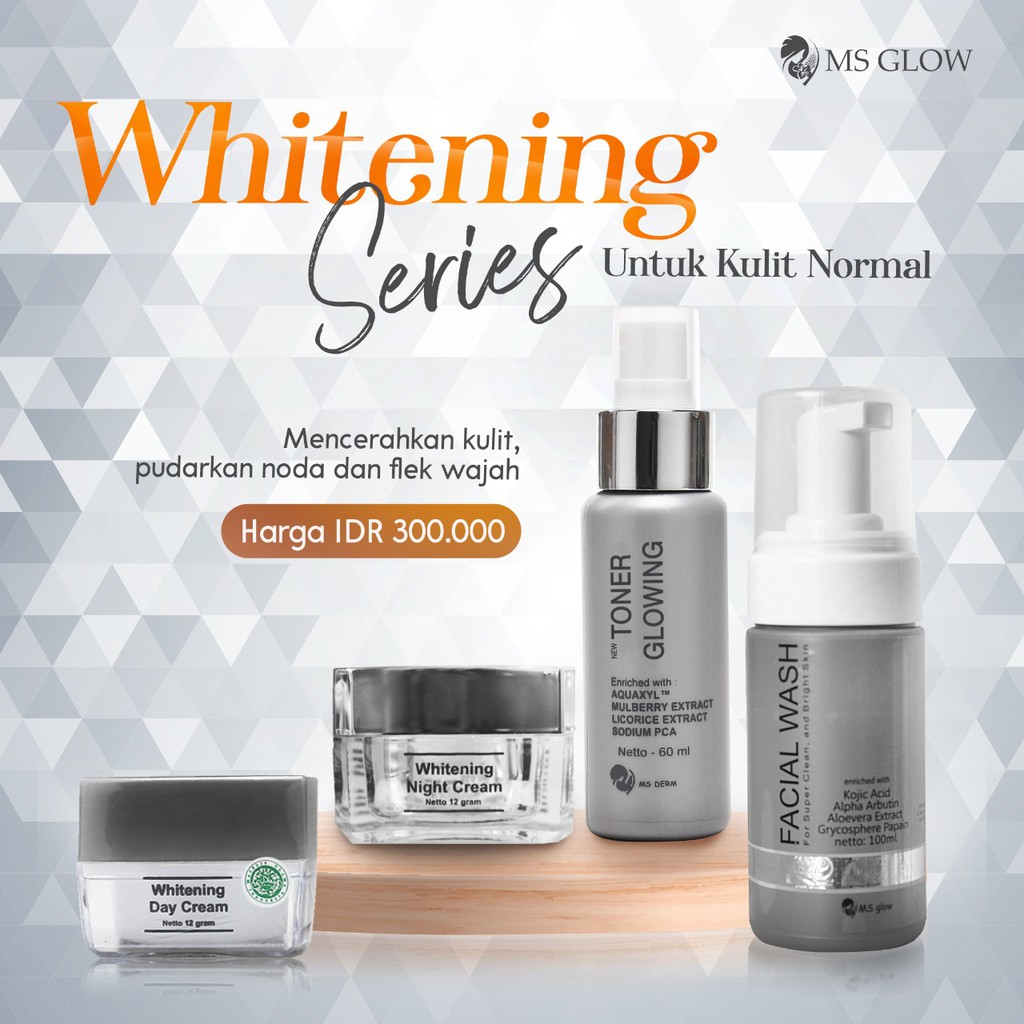 MS GLOW
Whitening
Series
Untuk Kulit Normal
Mencerahkan kulit,
pudarkan noda dan flek wajah
Harga IDR 300.000
NEW TONER
GLOWING
Enriched with :
AQUAXYL™
MULBERRY EXTRACT
LICORICE EXTRACT
SODIUM PCA
Netto - 60 ml
MS DERM
FACIAL WASH
For Super Clean, and Bright Skin
enriched with
Kojic Acid
Alpha Arbutin
Aloevera Extract
Grycosphere Papain
netto: 100ml
MS glow
Whitening
Night Cream
Netto 12 gram
Whitening
Day Cream
Netto 12 gram